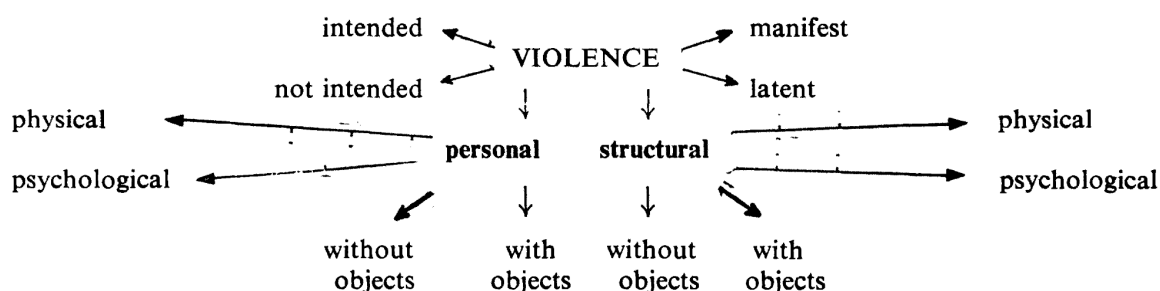 intended
manifest
VIOLENCE
not intended
latent
physical
physical
personal
structural
psychological
psychological
without
objects
with
objects
without
objects
with
objects